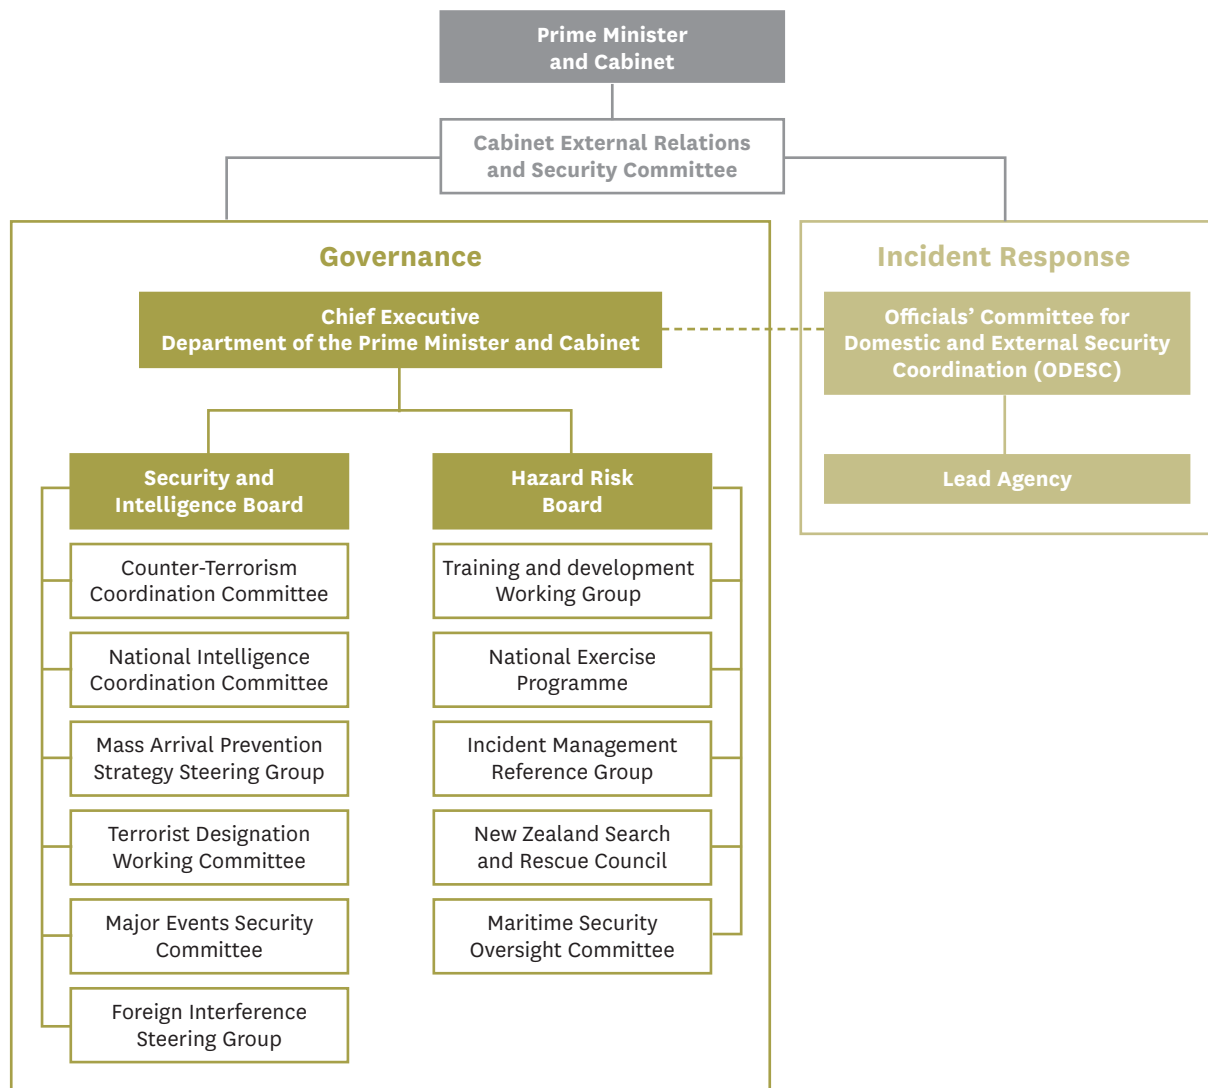 Prime Minister
and Cabinet
Cabinet External Relations
and Security Committee
Governance
Chief Executive
Department of the Prime Minister and Cabinet
Security and
Intelligence Board
Counter-Terrorism
Coordination Committee
National Intelligence
Coordination Committee
Mass Arrival Prevention
Strategy Steering Group
Terrorist Designation
Working Committee
Major Events Security
Committee
Foreign Interference
Steering Group
Hazard Risk
Board
Training and development
Working Group
National Exercise
Programme
Incident Management
Reference Group
New Zealand Search
and Rescue Council
Maritime Security
Oversight Committee
Incident Response
Officials’ Committee for
Domestic and External Security
Coordination (ODESC)
Lead Agency